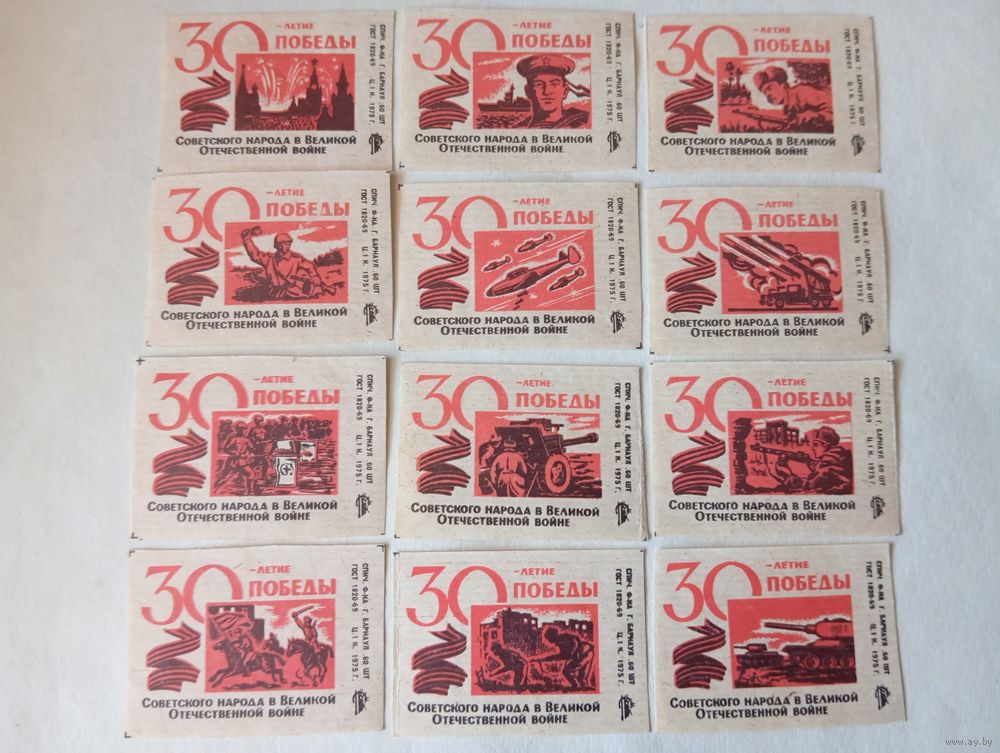 30
-ЛЕТИЕ
ПОБЕДЫ
СОВЕТСКОГО НАРОДА В ВЕЛИКОЙ
ОТЕЧЕСТВЕННОЙ ВОЙНЕ
СПИЧ. Ф-КА Г. БАРНАУЛ 60 ШТ
ГОСТ 1820-69 Ц.1 К. 1975 Г.
30
-ЛЕТИЕ
ПОБЕДЫ
СОВЕТСКОГО НАРОДА В ВЕЛИКОЙ
ОТЕЧЕСТВЕННОЙ ВОЙНЕ
СПИЧ. Ф-КА Г. БАРНАУЛ 60 ШТ
ГОСТ 1820-69 Ц.1 К. 1975 Г.
30
-ЛЕТИЕ
ПОБЕДЫ
СОВЕТСКОГО НАРОДА В ВЕЛИКОЙ
ОТЕЧЕСТВЕННОЙ ВОЙНЕ
СПИЧ. Ф-КА Г. БАРНАУЛ 60 ШТ
ГОСТ 1820-69 Ц.1 К. 1975 Г.
30
-ЛЕТИЕ
ПОБЕДЫ
СОВЕТСКОГО НАРОДА В ВЕЛИКОЙ
ОТЕЧЕСТВЕННОЙ ВОЙНЕ
СПИЧ. Ф-КА Г. БАРНАУЛ 60 ШТ
ГОСТ 1820-69 Ц.1 К. 1975 Г.
30
-ЛЕТИЕ
ПОБЕДЫ
СОВЕТСКОГО НАРОДА В ВЕЛИКОЙ
ОТЕЧЕСТВЕННОЙ ВОЙНЕ
СПИЧ. Ф-КА Г. БАРНАУЛ 60 ШТ
ГОСТ 1820-69 Ц.1 К. 1975 Г.
30
-ЛЕТИЕ
ПОБЕДЫ
СОВЕТСКОГО НАРОДА В ВЕЛИКОЙ
ОТЕЧЕСТВЕННОЙ ВОЙНЕ
СПИЧ. Ф-КА Г. БАРНАУЛ 60 ШТ
ГОСТ 1820-69 Ц.1 К. 1975 Г.
30
-ЛЕТИЕ
ПОБЕДЫ
СОВЕТСКОГО НАРОДА В ВЕЛИКОЙ
ОТЕЧЕСТВЕННОЙ ВОЙНЕ
СПИЧ. Ф-КА Г. БАРНАУЛ 60 ШТ
ГОСТ 1820-69 Ц.1 К. 1975 Г.
30
-ЛЕТИЕ
ПОБЕДЫ
СОВЕТСКОГО НАРОДА В ВЕЛИКОЙ
ОТЕЧЕСТВЕННОЙ ВОЙНЕ
СПИЧ. Ф-КА Г. БАРНАУЛ 60 ШТ
ГОСТ 1820-69 Ц.1 К. 1975 Г.
30
-ЛЕТИЕ
ПОБЕДЫ
СОВЕТСКОГО НАРОДА В ВЕЛИКОЙ
ОТЕЧЕСТВЕННОЙ ВОЙНЕ
СПИЧ. Ф-КА Г. БАРНАУЛ 60 ШТ
ГОСТ 1820-69 Ц.1 К. 1975 Г.
30
-ЛЕТИЕ
ПОБЕДЫ
СОВЕТСКОГО НАРОДА В ВЕЛИКОЙ
ОТЕЧЕСТВЕННОЙ ВОЙНЕ
СПИЧ. Ф-КА Г. БАРНАУЛ 60 ШТ
ГОСТ 1820-69 Ц.1 К. 1975 Г.
30
-ЛЕТИЕ
ПОБЕДЫ
СОВЕТСКОГО НАРОДА В ВЕЛИКОЙ
ОТЕЧЕСТВЕННОЙ ВОЙНЕ
СПИЧ. Ф-КА Г. БАРНАУЛ 60 ШТ
ГОСТ 1820-69 Ц.1 К. 1975 Г.
30
-ЛЕТИЕ
ПОБЕДЫ
СОВЕТСКОГО НАРОДА В ВЕЛИКОЙ
ОТЕЧЕСТВЕННОЙ ВОЙНЕ
СПИЧ. Ф-КА Г. БАРНАУЛ 60 ШТ
ГОСТ 1820-69 Ц.1 К. 1975 Г.
www.ay.by